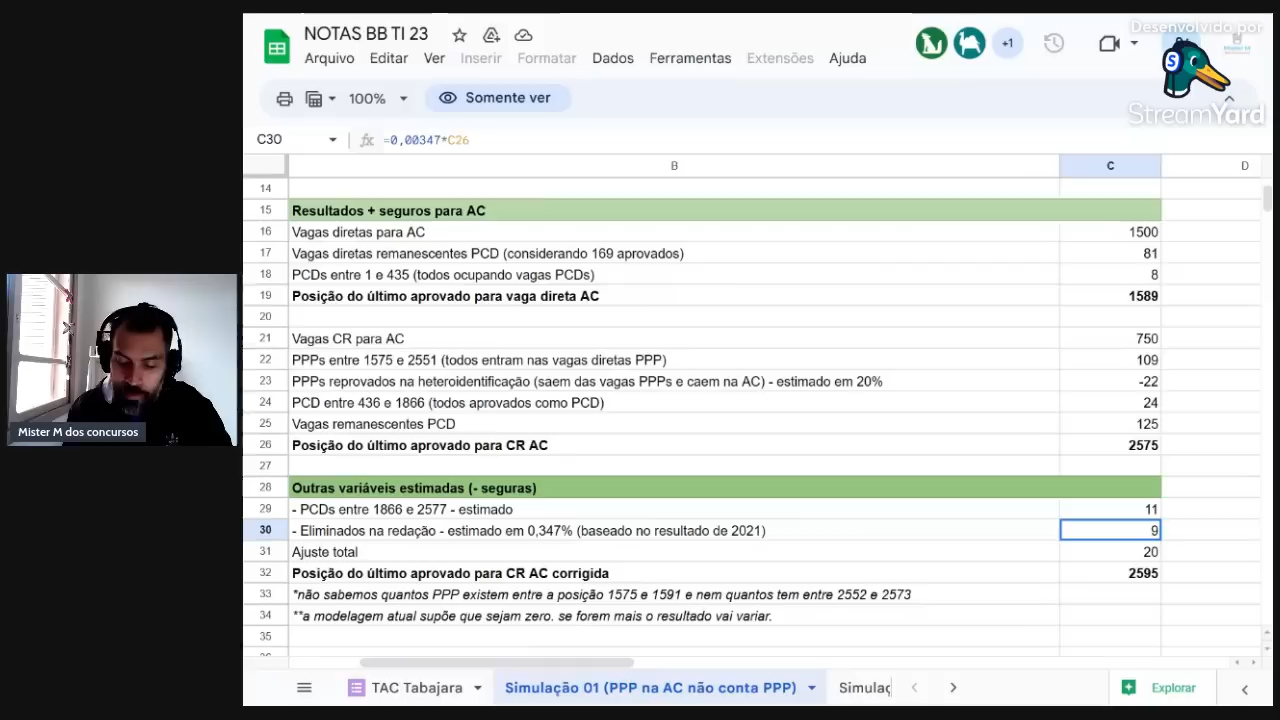 NOTAS BB TI 23
Desenvolvido por
Arquivo Editar Ver Inserir Formatar Dados Ferramentas Extensões Ajuda
+1
StreamYard
100% Somente ver
C30 fx =0,00347*C26
B C D
14
15 Resultados + seguros para AC
16 Vagas diretas para AC 1500
17 Vagas diretas remanescentes PCD (considerando 169 aprovados) 81
18 PCDs entre 1 e 435 (todos ocupando vagas PCDs) 8
19 Posição do último aprovado para vaga direta AC 1589
20
21 Vagas CR para AC 750
22 PPPs entre 1575 e 2551 (todos entram nas vagas diretas PPP) 109
23 PPPs reprovados na heteroidentificação (saem das vagas PPPs e caem na AC) - estimado em 20% -22
24 PCD entre 436 e 1866 (todos aprovados como PCD) 24
25 Vagas remanescentes PCD 125
26 Posição do último aprovado para CR AC 2575
27
28 Outras variáveis estimadas (- seguras)
29 - PCDs entre 1866 e 2577 - estimado 11
30 - Eliminados na redação - estimado em 0,347% (baseado no resultado de 2021) 9
31 Ajuste total 20
32 Posição do último aprovado para CR AC corrigida 2595
33 *não sabemos quantos PPP existem entre a posição 1575 e 1591 e nem quantos tem entre 2552 e 2573
34 **a modelagem atual supõe que sejam zero. se forem mais o resultado vai variar.
35
Mister M dos concursos
TAC Tabajara Simulação 01 (PPP na AC não conta PPP) Simulaç Explorar